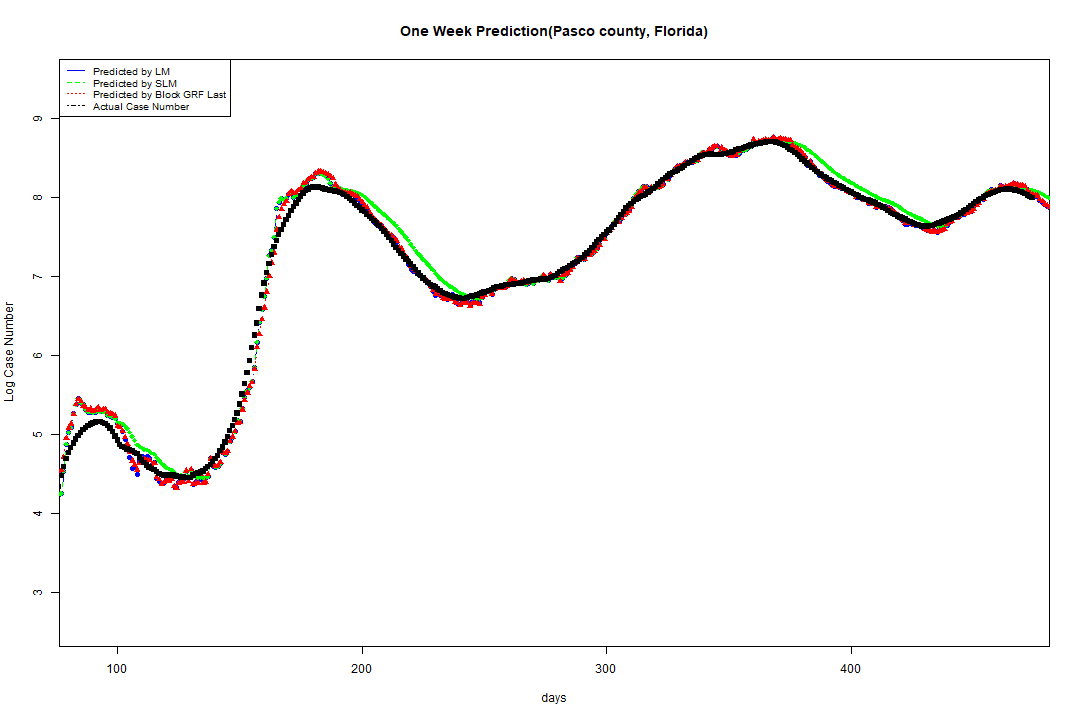 One Week Prediction(Pasco county, Florida)
Predicted by LM
Predicted by SLM
Predicted by Block GRF Last
Actual Case Number
9
8
7
6
5
4
3
Log Case Number
100 200 300 400
days